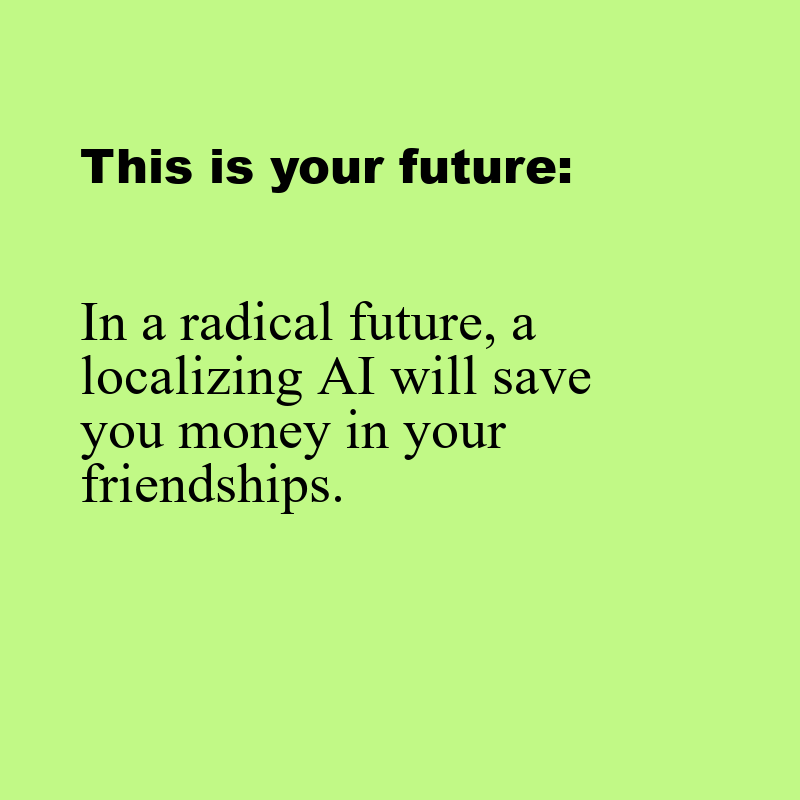 This is your future:
In a radical future, a
localizing AI will save
you money in your
friendships.